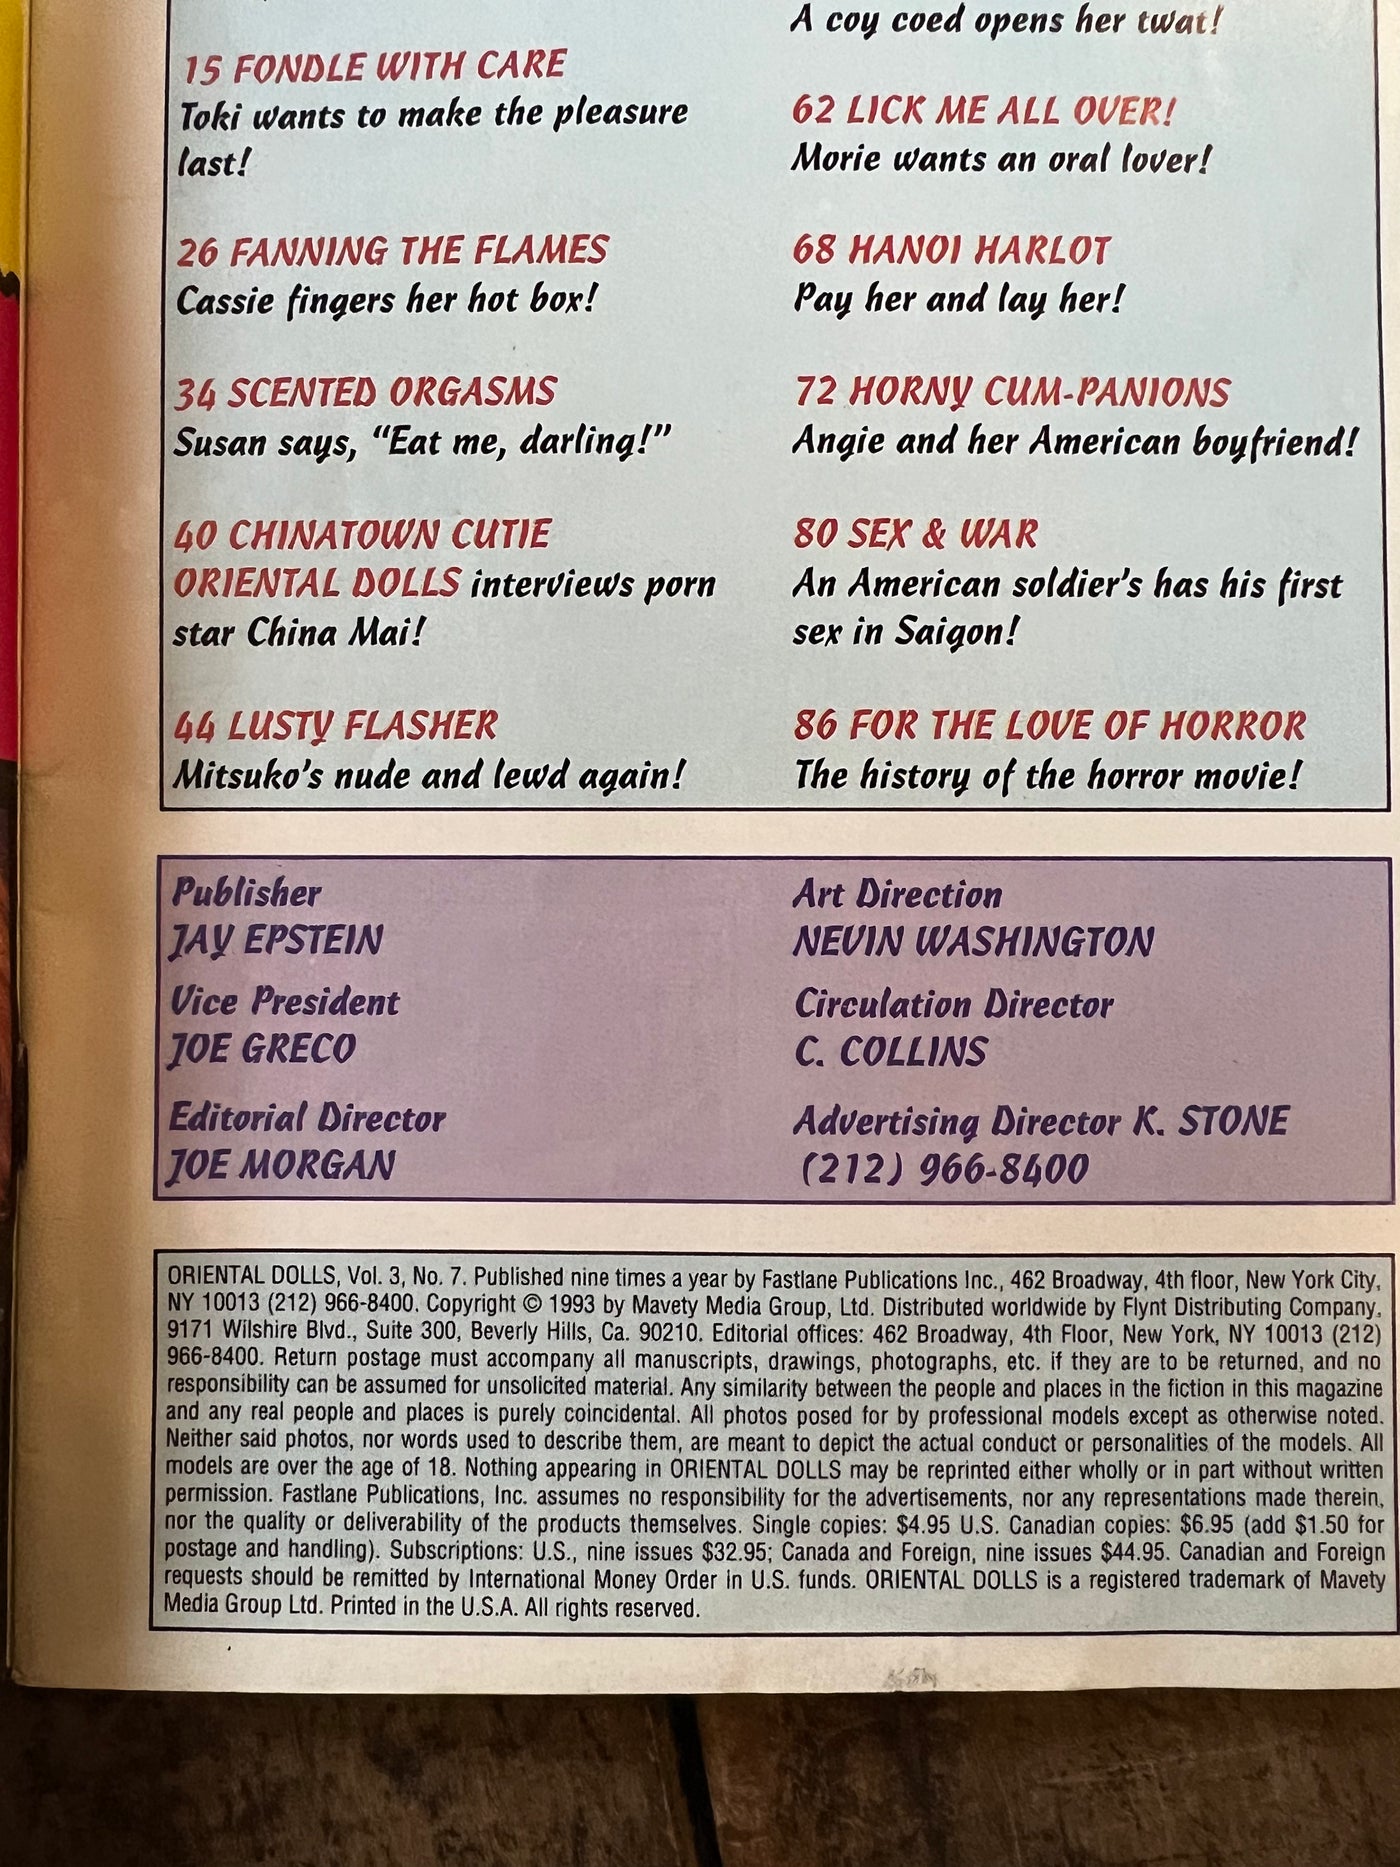 15 FONDLE WITH CARE
Toki wants to make the pleasure
last!
26 FANNING THE FLAMES
Cassie fingers her hot box!
34 SCENTED ORGASMS
Susan says, “Eat me, darling!”
40 CHINATOWN CUTIE
ORIENTAL DOLLS interviews porn
star China Mai!
44 LUSTY FLASHER
Mitsuko's nude and lewd again!
A coy coed opens her twat!
62 LICK ME ALL OVER!
Morie wants an oral lover!
68 HANOI HARLOT
Pay her and lay her!
72 HORNY CUM-PANIONS
Angie and her American boyfriend!
80 SEX & WAR
An American soldier's has his first
sex in Saigon!
86 FOR THE LOVE OF HORROR
The history of the horror movie!
Publisher
JAY EPSTEIN
Vice President
JOE GRECO
Editorial Director
JOE MORGAN
Art Direction
NEVIN WASHINGTON
Circulation Director
C. COLLINS
Advertising Director K. STONE
(212) 966-8400
ORIENTAL DOLLS, Vol. 3, No. 7. Published nine times a year by Fastlane Publications Inc., 462 Broadway, 4th floor, New York City,
NY 10013 (212) 966-8400. Copyright © 1993 by Mavety Media Group, Ltd. Distributed worldwide by Flynt Distributing Company,
9171 Wilshire Blvd., Suite 300, Beverly Hills, Ca. 90210. Editorial offices: 462 Broadway, 4th Floor, New York, NY 10013 (212)
966-8400. Return postage must accompany all manuscripts, drawings, photographs, etc. if they are to be returned, and no
responsibility can be assumed for unsolicited material. Any similarity between the people and places in the fiction in this magazine
and any real people and places is purely coincidental. All photos posed for by professional models except as otherwise noted.
Neither said photos, nor words used to describe them, are meant to depict the actual conduct or personalities of the models. All
models are over the age of 18. Nothing appearing in ORIENTAL DOLLS may be reprinted either wholly or in part without written
permission. Fastlane Publications, Inc. assumes no responsibility for the advertisements, nor any representations made therein,
nor the quality or deliverability of the products themselves. Single copies: $4.95 U.S. Canadian copies: $6.95 (add $1.50 for
postage and handling). Subscriptions: U.S., nine issues $32.95; Canada and Foreign, nine issues $44.95. Canadian and Foreign
requests should be remitted by International Money Order in U.S. funds. ORIENTAL DOLLS is a registered trademark of Mavety
Media Group Ltd. Printed in the U.S.A. All rights reserved.